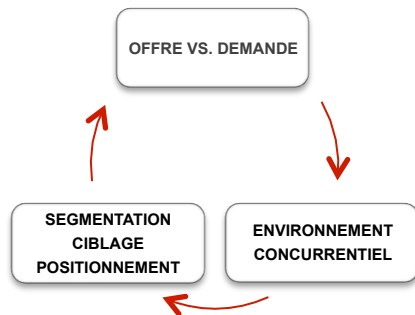 OFFRE VS. DEMANDE
SEGMENTATION
CIBLAGE
POSITIONNEMENT
ENVIRONNEMENT
CONCURRENTIEL